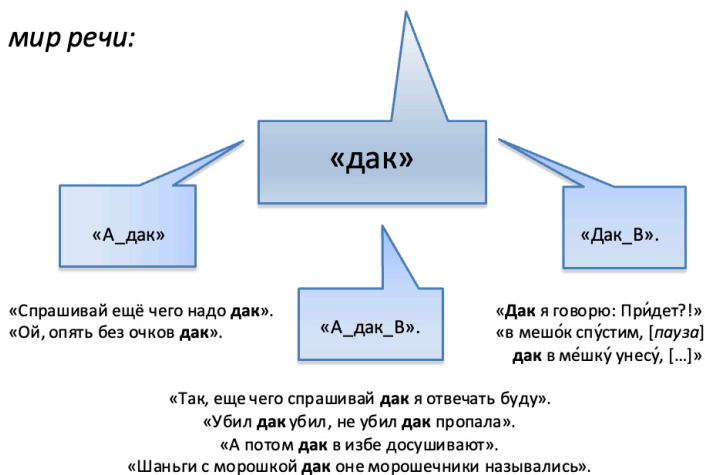 мир речи:
«дак»
«А_дак»
«Дак_В».
«А_дак_В».
«Спрашивай ещё чего надо дак».
«Ой, опять без очков дак».
«Дак я говорю: При́дет?!»
«в мешо́к спу́стим, [пауза]
дак в ме́шку́ унесу́, […]»
«Так, еще чего спрашивай дак я отвечать буду».
«Убил дак убил, не убил дак пропала».
«А потом дак в избе досушивают».
«Шаньги с морошкой дак оне морошечники назывались».